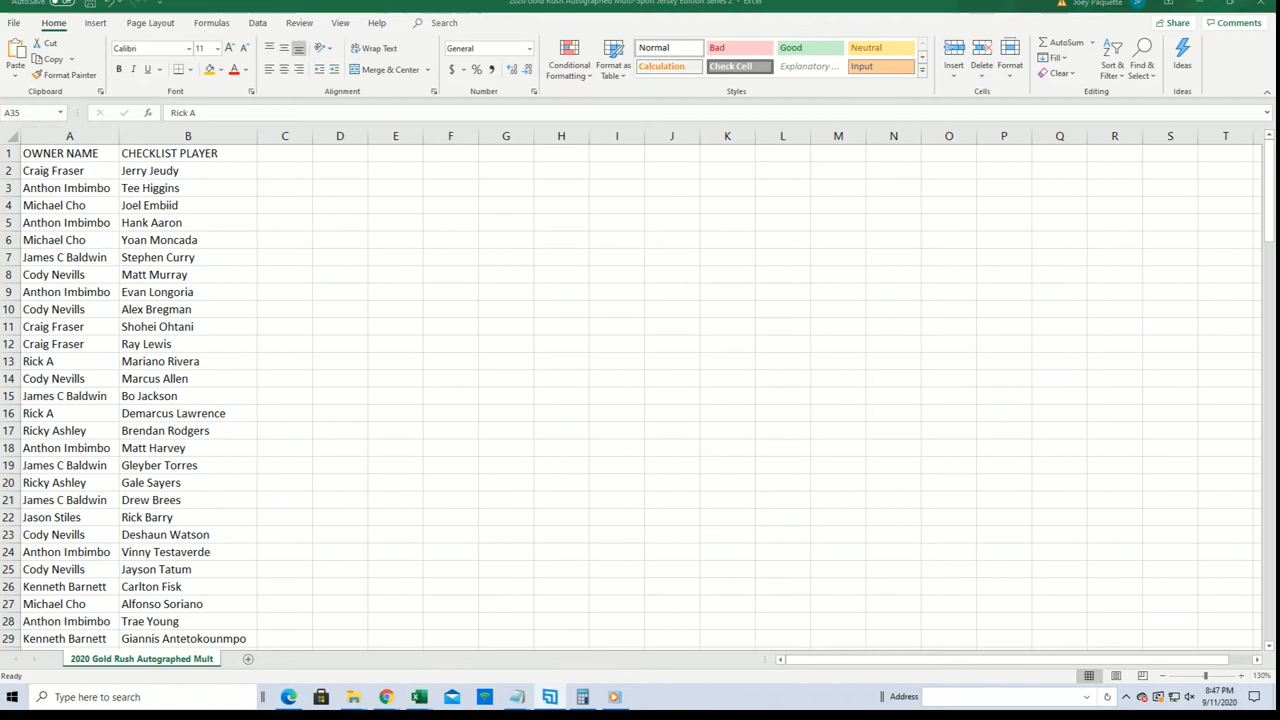 AutoSave
2020 Gold Rush Autographed Multi-Sport Jersey Edition Series 2 - Excel
Joey Paquette JP
File Home Insert Page Layout Formulas Data Review View Help Search Share Comments
Cut Calibri 11 A A Wrap Text General Normal Bad Good Neutral AutoSum
Paste Copy Conditional Format as Insert Delete Format Fill Sort & Find & Ideas
Format Painter B I U A Merge & Center $ % Formatting Table Calculation Check Cell Explanatory ... Input Clear Filter Select
Clipboard Font Alignment Number Styles Cells Editing Ideas
A35 fx Rick A
A B C D E F G H I J K L M N O P Q R S T
1 OWNER NAME CHECKLIST PLAYER
2 Craig Fraser Jerry Jeudy
3 Anthon Imbimbo Tee Higgins
4 Michael Cho Joel Embiid
5 Anthon Imbimbo Hank Aaron
6 Michael Cho Yoan Moncada
7 James C Baldwin Stephen Curry
8 Cody Nevills Matt Murray
9 Anthon Imbimbo Evan Longoria
10 Cody Nevills Alex Bregman
11 Craig Fraser Shohei Ohtani
12 Craig Fraser Ray Lewis
13 Rick A Mariano Rivera
14 Cody Nevills Marcus Allen
15 James C Baldwin Bo Jackson
16 Rick A Demarcus Lawrence
17 Ricky Ashley Brendan Rodgers
18 Anthon Imbimbo Matt Harvey
19 James C Baldwin Gleyber Torres
20 Ricky Ashley Gale Sayers
21 James C Baldwin Drew Brees
22 Jason Stiles Rick Barry
23 Cody Nevills Deshaun Watson
24 Anthon Imbimbo Vinny Testaverde
25 Cody Nevills Jayson Tatum
26 Kenneth Barnett Carlton Fisk
27 Michael Cho Alfonso Soriano
28 Anthon Imbimbo Trae Young
29 Kenneth Barnett Giannis Antetokounmpo
2020 Gold Rush Autographed Mult
Ready 130%
Type here to search Address 8:47 PM
9/11/2020